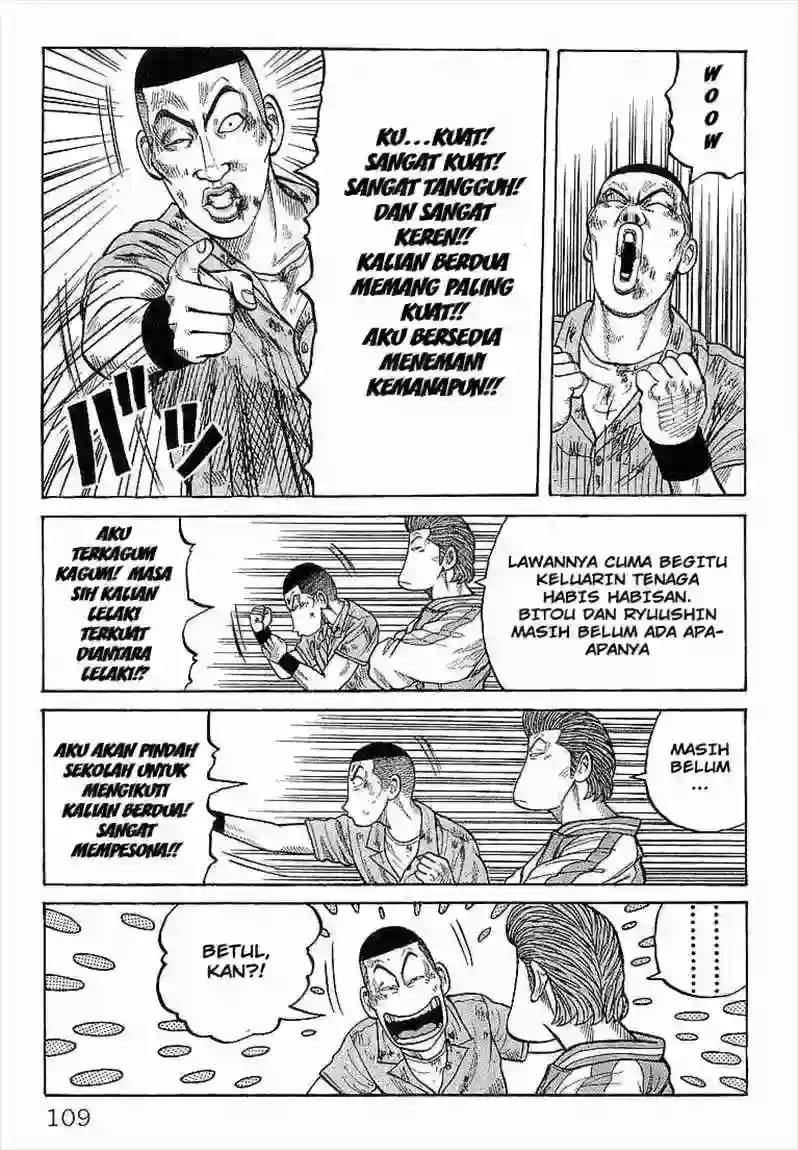 WOOW
KU...KUAT!
SANGAT KUAT!
SANGAT TANGGUH!
DAN SANGAT
KEREN!!
KALIAN BERDUA
MEMANG PALING
KUAT!!
AKU BERSEDIA
MENEMANI
KEMANAPUN!!
バッ
LAWANNYA CUMA BEGITU
KELUARIN TENAGA
HABIS HABISAN.
BITOU DAN RYUUSHIN
MASIH BELUM ADA APA-
APANYA
AKU
TERKAGUM
KAGUM! MASA
SIH KALIAN
LELAKI
TERKUAT
DIANTARA
LELAKI!?
MASIH
BELUM
...
AKU AKAN PINDAH
SEKOLAH UNTUK
MENGIKUTI
KALIAN BERDUA!
SANGAT
MEMPESONA!!
......
BETUL,
KAN?!
109